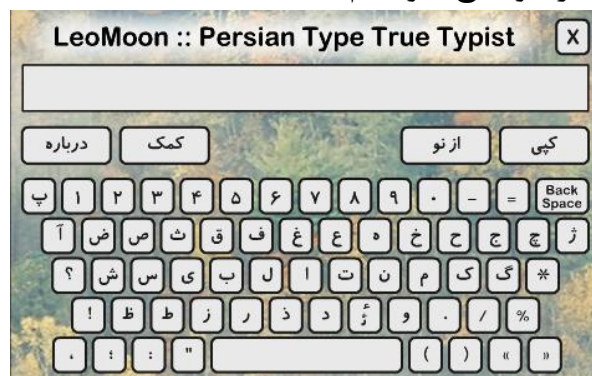 LeoMoon :: Persian Type True Typist X
کپی از نو کمک درباره
پ ۱ ۲ ۳ ۴ ۵ ۶ ۷ ۸ ۹ ۰ - = Back Space
آ ض ص ث ق ف غ ع ه خ ح ج چ ژ
؟ ش س ی ب ل ا ت ن م ک گ *
! ظ ط ز ر ذ د ئ و . / %
، ؛ : " ( ) « »